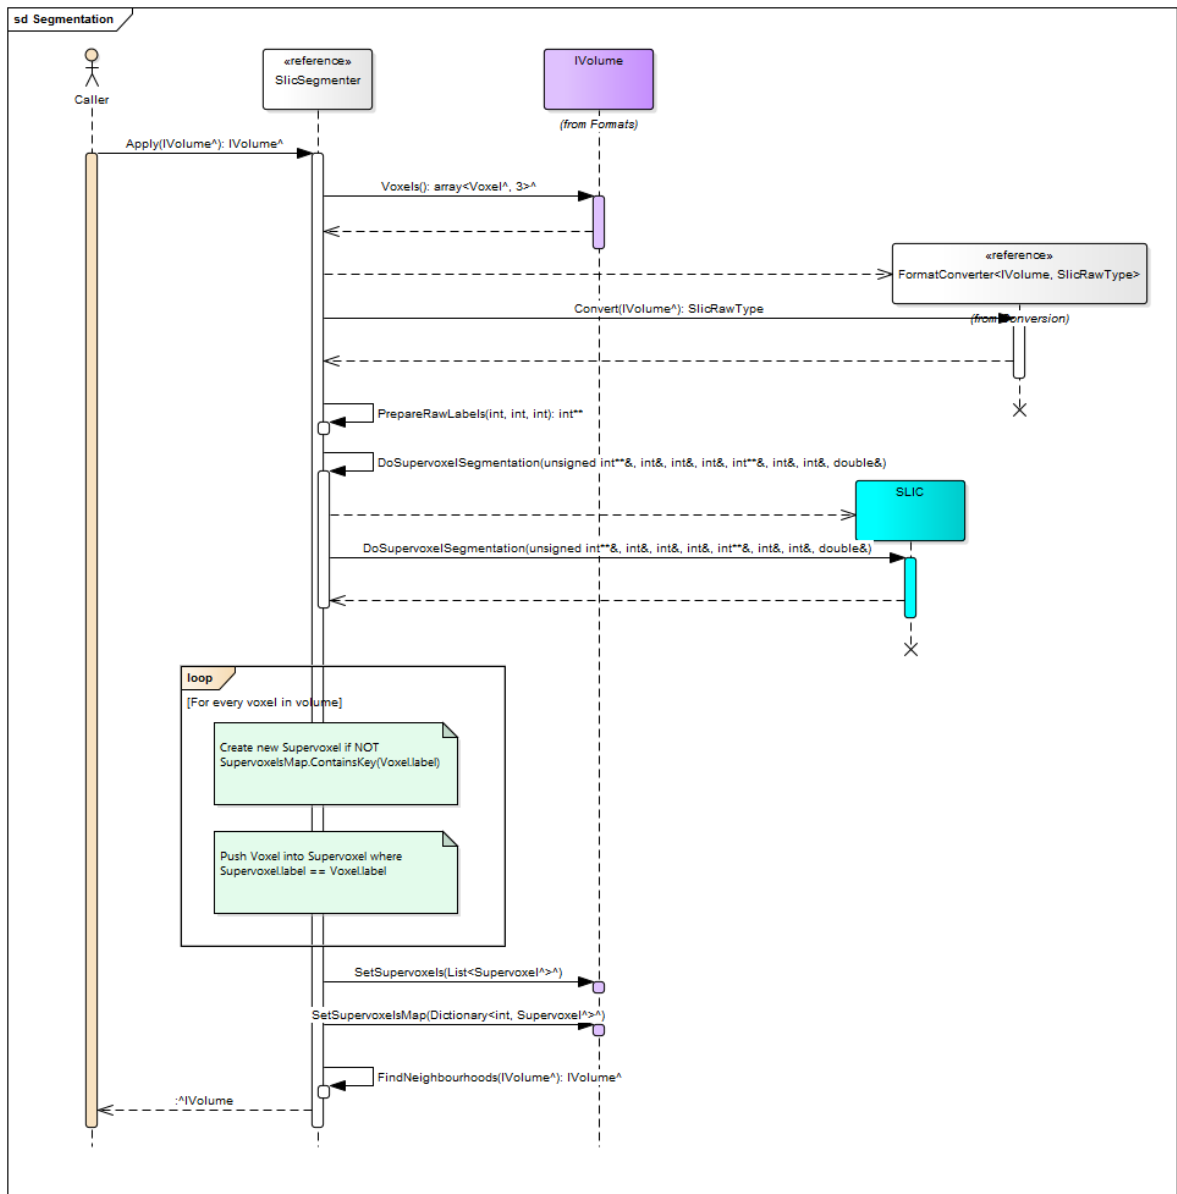 sd Segmentation
Caller
«reference»
SlicSegmenter
IVolume
(from Formats)
Apply(IVolume^): IVolume^
Voxels(): array<Voxel^, 3>^
«reference»
FormatConverter<IVolume, SlicRawType>
Convert(IVolume^): SlicRawType
(from Conversion)
PrepareRawLabels(int, int, int): int**
DoSupervoxelSegmentation(unsigned int**&, int&, int&, int&, int**&, int&, int&, double&)
SLIC
DoSupervoxelSegmentation(unsigned int**&, int&, int&, int&, int**&, int&, int&, double&)
loop
[For every voxel in volume]
Create new Supervoxel if NOT
SupervoxelsMap.ContainsKey(Voxel.label)
Push Voxel into Supervoxel where
Supervoxel.label == Voxel.label
SetSupervoxels(List<Supervoxel^>^)
SetSupervoxelsMap(Dictionary<int, Supervoxel^>^)
FindNeighbourhoods(IVolume^): IVolume^
:^IVolume